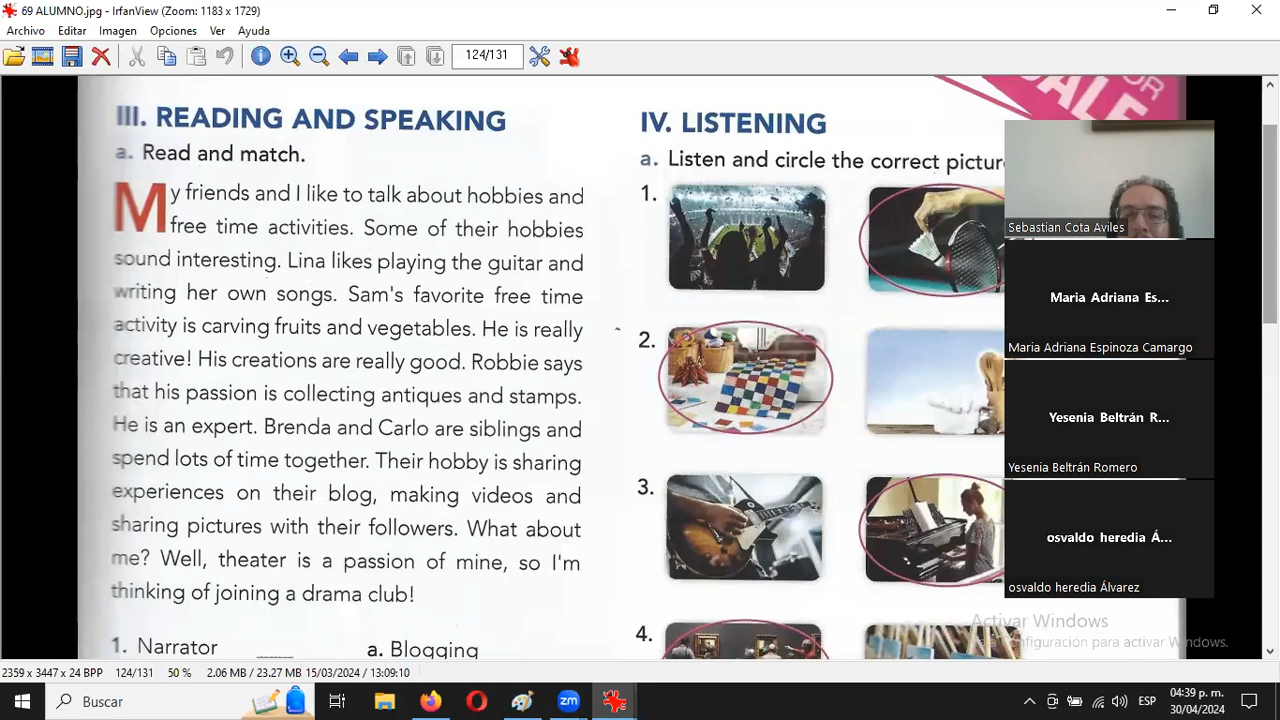 69 ALUMNO.jpg - IrfanView (Zoom: 1183 x 1729)
Archivo Editar Imagen Opciones Ver Ayuda
124/131
III. READING AND SPEAKING
a. Read and match.
My friends and I like to talk about hobbies and
free time activities. Some of their hobbies
sound interesting. Lina likes playing the guitar and
writing her own songs. Sam's favorite free time
activity is carving fruits and vegetables. He is really
creative! His creations are really good. Robbie says
that his passion is collecting antiques and stamps.
He is an expert. Brenda and Carlo are siblings and
spend lots of time together. Their hobby is sharing
experiences on their blog, making videos and
sharing pictures with their followers. What about
me? Well, theater is a passion of mine, so I'm
thinking of joining a drama club!
1. Narrator ____ a. Blogging
OR
ALE
IV. LISTENING
a. Listen and circle the correct pictur
1.
2.
3.
4.
Sebastian Cota Aviles
Maria Adriana Es...
Maria Adriana Espinoza Camargo
Yesenia Beltrán R...
Yesenia Beltrán Romero
osvaldo heredia Á...
osvaldo heredia Álvarez
Activar Windows
configuración para activar Windows.
2359 x 3447 x 24 BPP 124/131 50 % 2.06 MB / 23.27 MB 15/03/2024 / 13:09:10
Buscar
zm
ESP
04:39 p. m.
30/04/2024